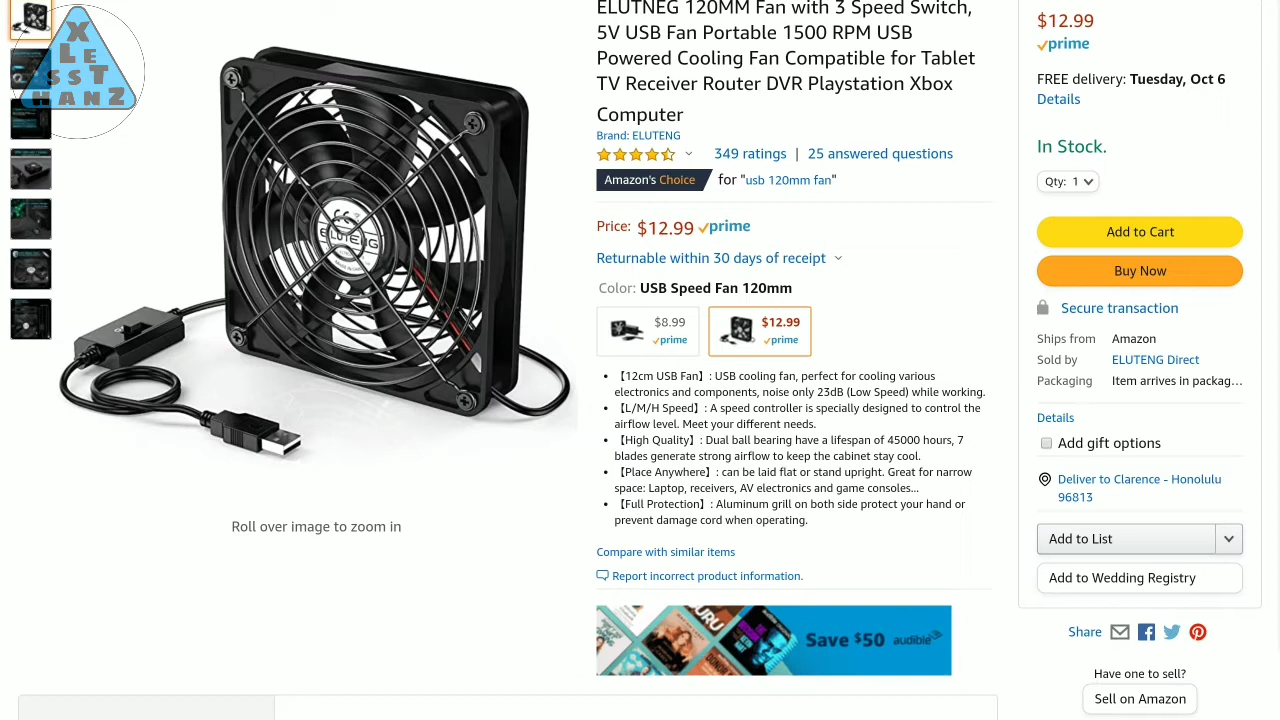 X
LE
SST
HANZ
ELUTENG
ELUTNEG 120MM Fan with 3 Speed Switch,
5V USB Fan Portable 1500 RPM USB
Powered Cooling Fan Compatible for Tablet
TV Receiver Router DVR Playstation Xbox
Computer
Brand: ELUTENG
349 ratings | 25 answered questions
Amazon's Choice for "usb 120mm fan"
Price: $12.99 prime
Returnable within 30 days of receipt
Color: USB Speed Fan 120mm
$8.99 $12.99
prime prime
• 【12cm USB Fan】: USB cooling fan, perfect for cooling various
electronics and components, noise only 23dB (Low Speed) while working.
• 【L/M/H Speed】: A speed controller is specially designed to control the
airflow level. Meet your different needs.
• 【High Quality】: Dual ball bearing have a lifespan of 45000 hours, 7
blades generate strong airflow to keep the cabinet stay cool.
• 【Place Anywhere】: can be laid flat or stand upright. Great for narrow
space: Laptop, receivers, AV electronics and game consoles...
• 【Full Protection】: Aluminum grill on both side protect your hand or
prevent damage cord when operating.
Roll over image to zoom in
Compare with similar items
Report incorrect product information.
Save $50 audible
$12.99
prime
FREE delivery: Tuesday, Oct 6
Details
In Stock.
Qty: 1
Add to Cart
Buy Now
Secure transaction
Ships from Amazon
Sold by ELUTENG Direct
Packaging Item arrives in packag...
Details
Add gift options
Deliver to Clarence - Honolulu
96813
Add to List
Add to Wedding Registry
Share
Have one to sell?
Sell on Amazon